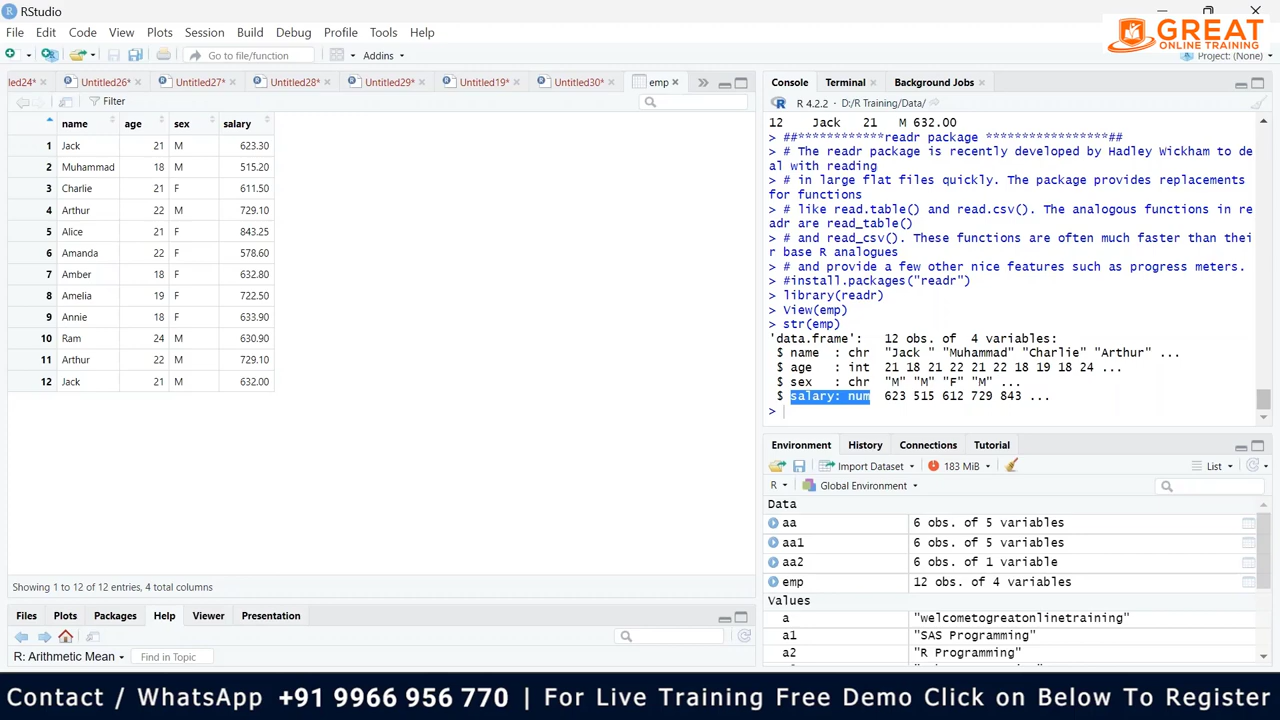 RStudio
File Edit Code View Plots Session Build Debug Profile Tools Help
GREAT
ONLINE TRAINING
Go to file/function
Addins
Project: (None)
led24* Untitled26* Untitled27* Untitled28* Untitled29* Untitled19* Untitled30* emp
Filter
name age sex salary
1 Jack 21 M 623.30
2 Muhammad 18 M 515.20
3 Charlie 21 F 611.50
4 Arthur 22 M 729.10
5 Alice 21 F 843.25
6 Amanda 22 F 578.60
7 Amber 18 F 632.80
8 Amelia 19 F 722.50
9 Annie 18 F 633.90
10 Ram 24 M 630.90
11 Arthur 22 M 729.10
12 Jack 21 M 632.00
Showing 1 to 12 of 12 entries, 4 total columns
Files Plots Packages Help Viewer Presentation
R: Arithmetic Mean Find in Topic
Console Terminal Background Jobs
R 4.2.2 . D:/R Training/Data/
12 Jack 21 M 632.00
> ##************readr package *****************##
> # The readr package is recently developed by Hadley Wickham to de
al with reading
> # in large flat files quickly. The package provides replacements
for functions
> # like read.table() and read.csv(). The analogous functions in re
adr are read_table()
> # and read_csv(). These functions are often much faster than thei
r base R analogues
> # and provide a few other nice features such as progress meters.
> #install.packages("readr")
> library(readr)
> View(emp)
> str(emp)
'data.frame': 12 obs. of 4 variables:
$ name : chr "Jack " "Muhammad" "Charlie" "Arthur" ...
$ age : int 21 18 21 22 21 22 18 19 18 24 ...
$ sex : chr "M" "M" "F" "M" ...
$ salary: num 623 515 612 729 843 ...
>
Environment History Connections Tutorial
Import Dataset 183 MiB List
R Global Environment
Data
aa 6 obs. of 5 variables
aa1 6 obs. of 5 variables
aa2 6 obs. of 1 variable
emp 12 obs. of 4 variables
Values
a "welcometogreatonlinetraining"
a1 "SAS Programming"
a2 "R Programming"
Contact / WhatsApp +91 9966 956 770 | For Live Training Free Demo Click on Below To Register